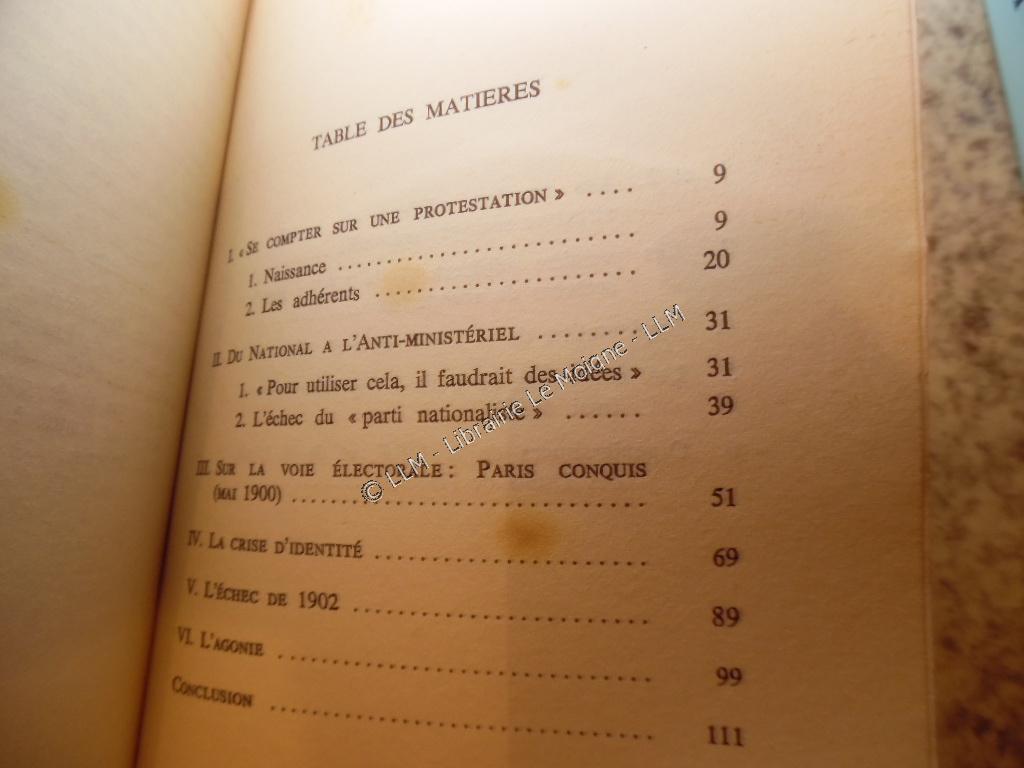 TABLE DES MATIERES
I. « SE COMPTER SUR UNE PROTESTATION » .... 9
1. Naissance ........................ 9
2. Les adhérents ..................... 20
II. DU NATIONAL A L'ANTI-MINISTÉRIEL ........ 31
1. « Pour utiliser cela, il faudrait des idées » 31
2. L'échec du « parti nationaliste » ...... 39
III. SUR LA VOIE ÉLECTORALE : PARIS CONQUIS
(MAI 1900) ............................ 51
IV. LA CRISE D'IDENTITÉ ...................... 69
V. L'ÉCHEC DE 1902 ........................ 89
VI. L'AGONIE .............................. 99
CONCLUSION .............................. 111
© LLM - Librairie Le Moigne - LLM